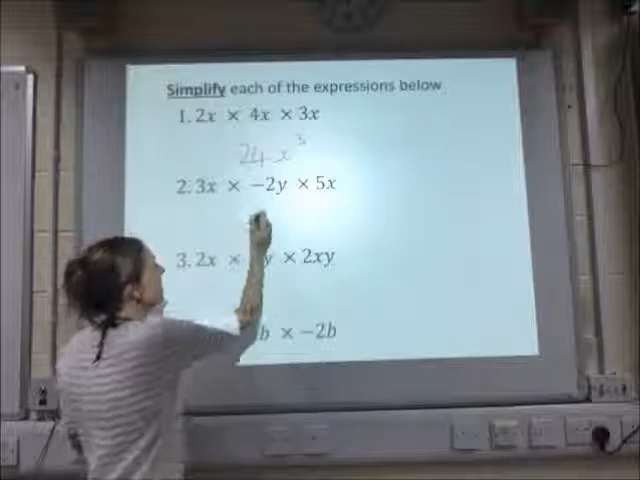 Simplify each of the expressions below
1. 2x × 4x × 3x
24x³
2. 3x × −2y × 5x
3. 2x × y × 2xy
b × −2b